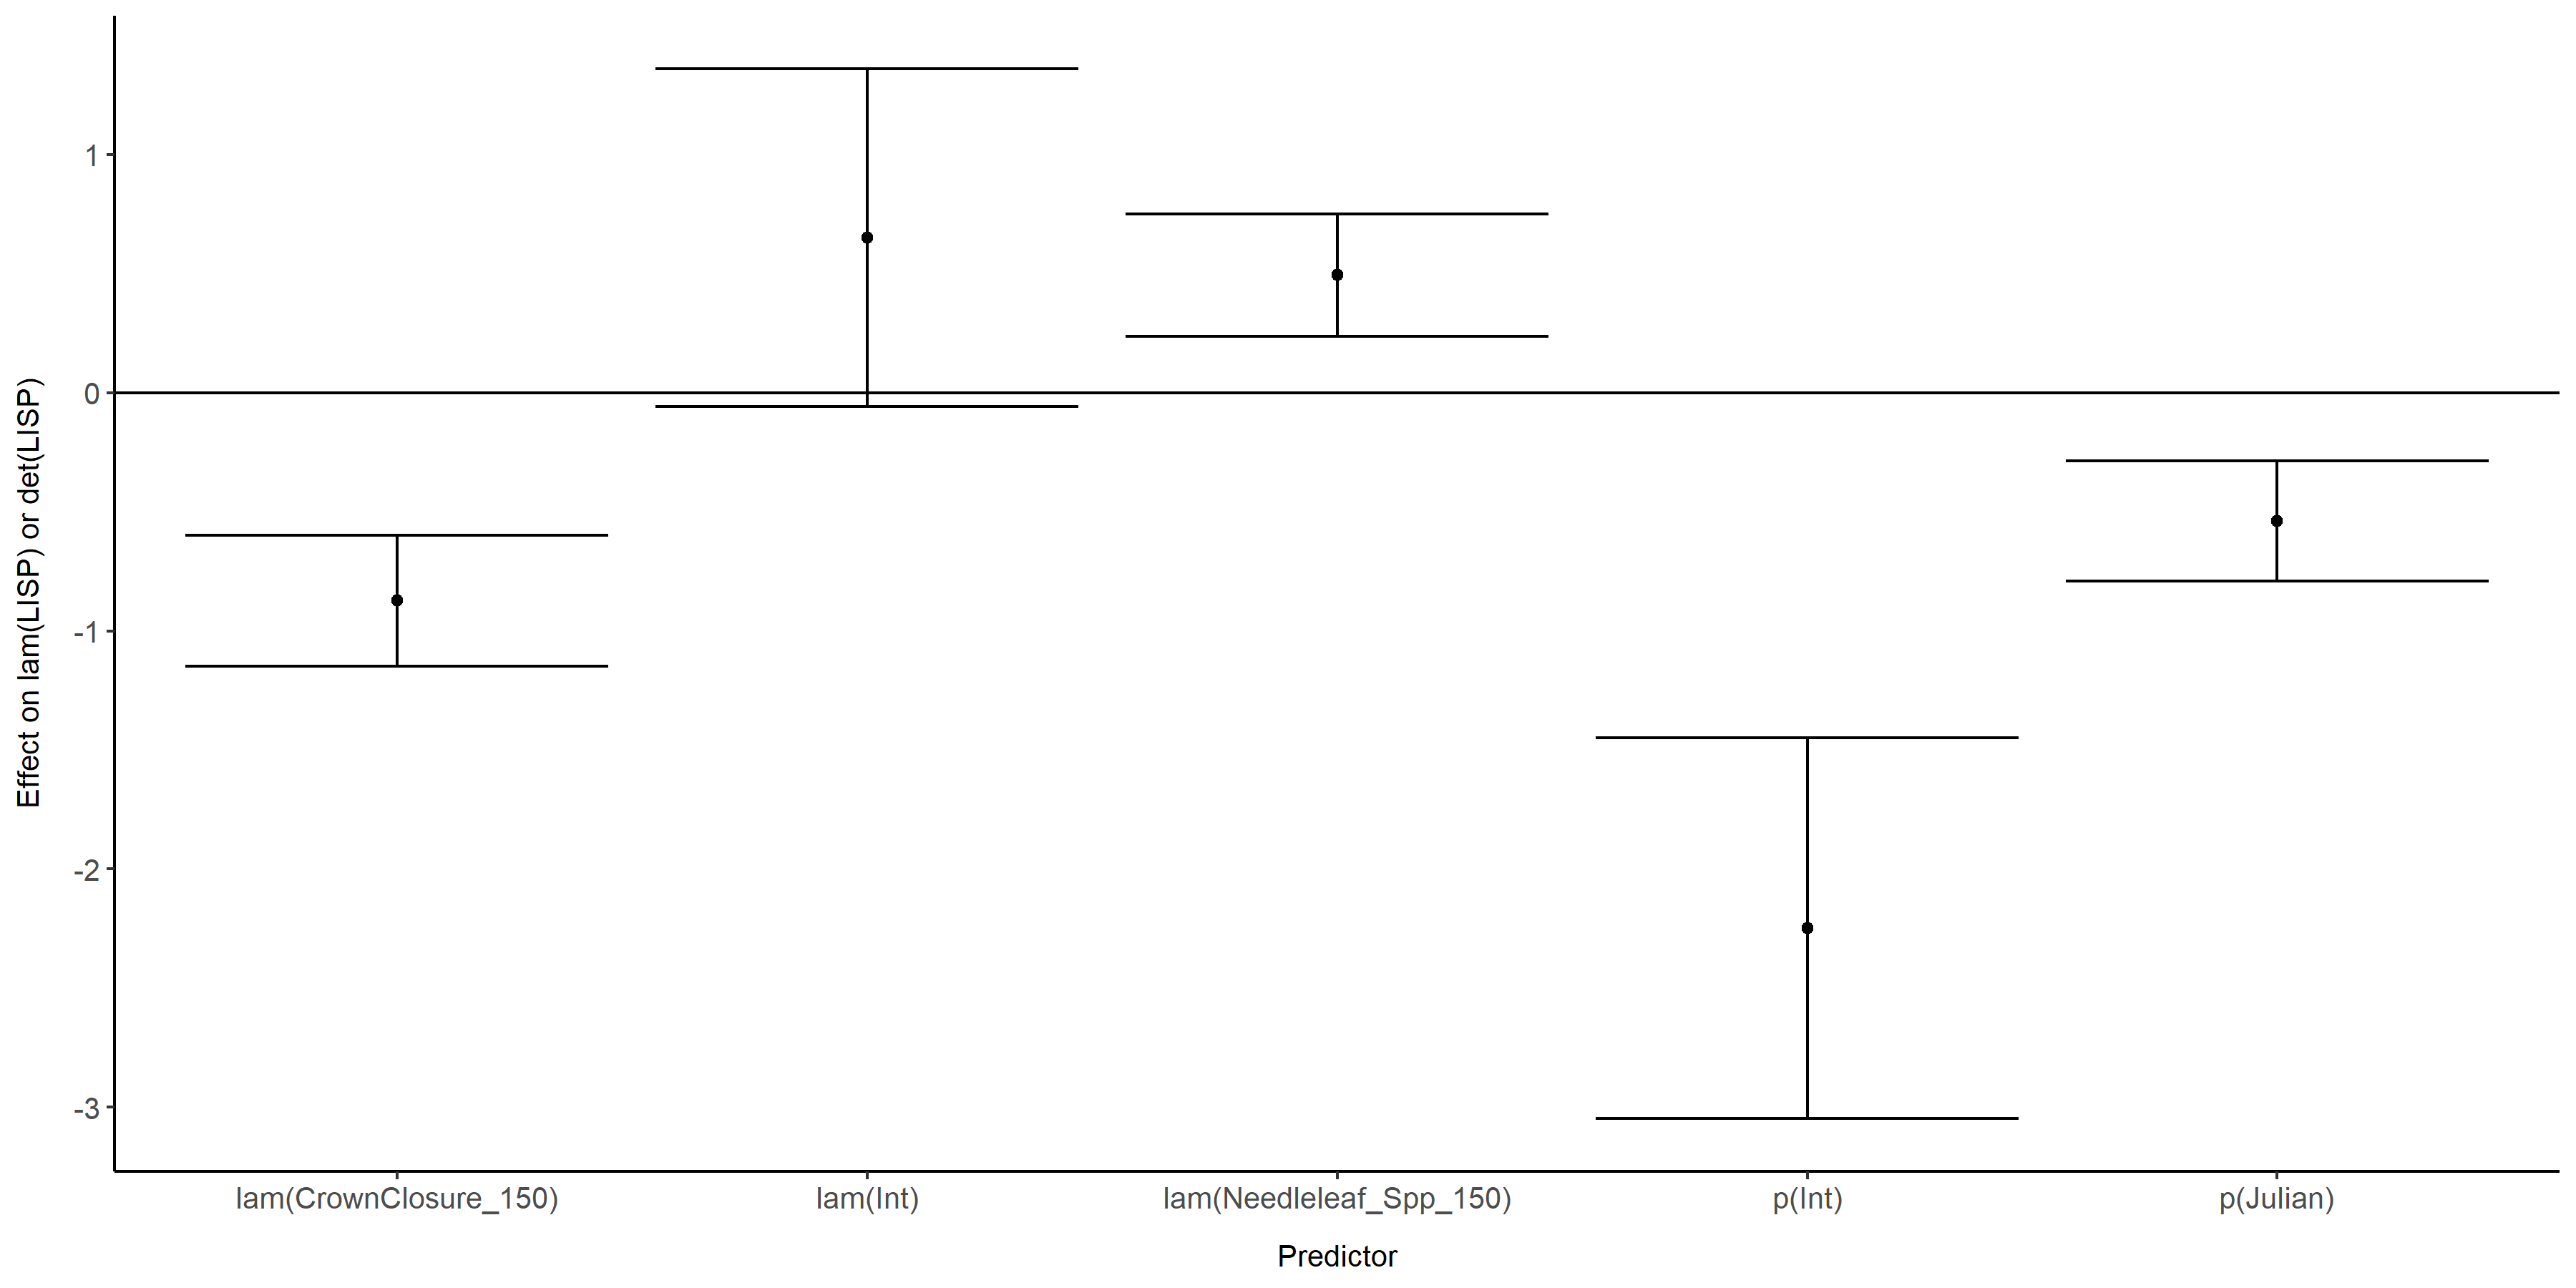 Effect on lam(LISP) or det(LISP)
1
0
-1
-2
-3
lam(CrownClosure_150)
lam(Int)
lam(Needleleaf_Spp_150)
p(Int)
p(Julian)
Predictor